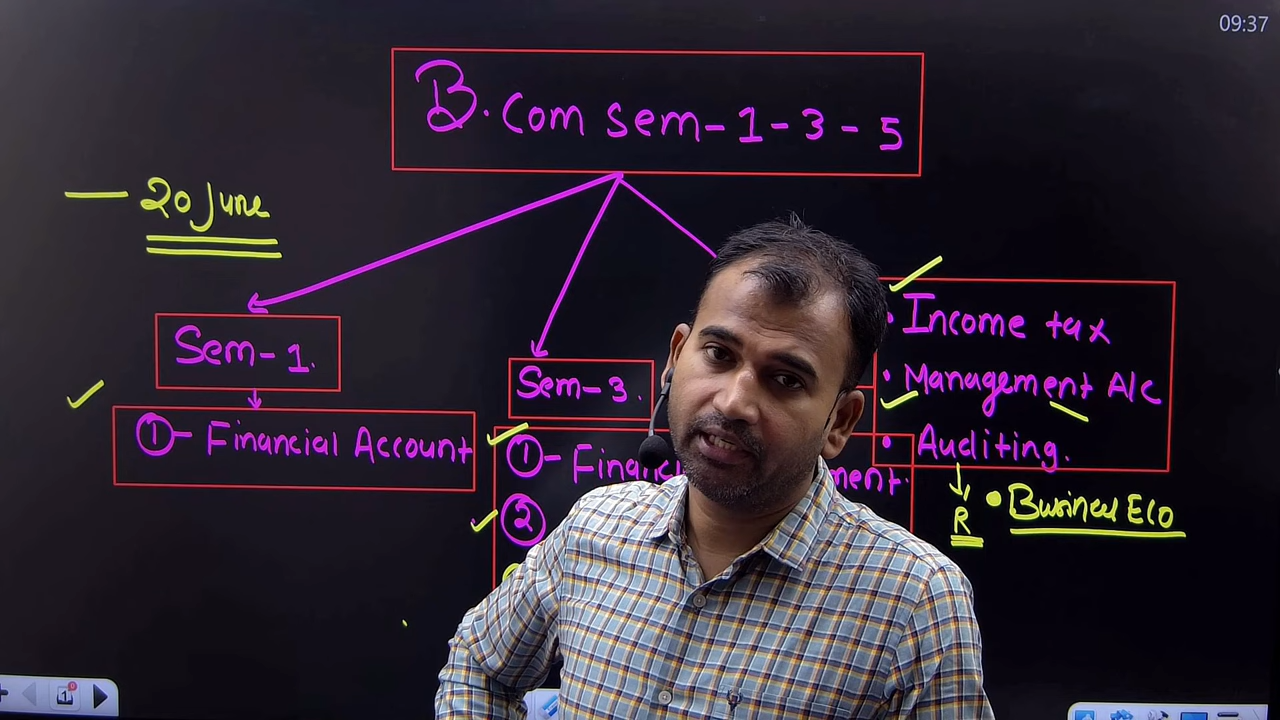 09:37
B.Com sem-1-3-5
20 June
Sem-1.
①- Financial Account
Sem-3.
①-
②
• Income tax
• Management A/c
• Auditing.
R
• Business Eco
1